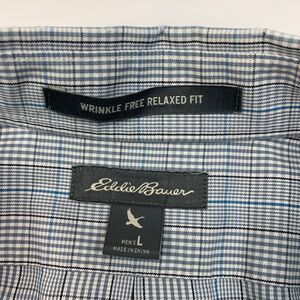 WRINKLE FREE RELAXED FIT
Eddie Bauer
MEN'S L
MADE IN CHINA